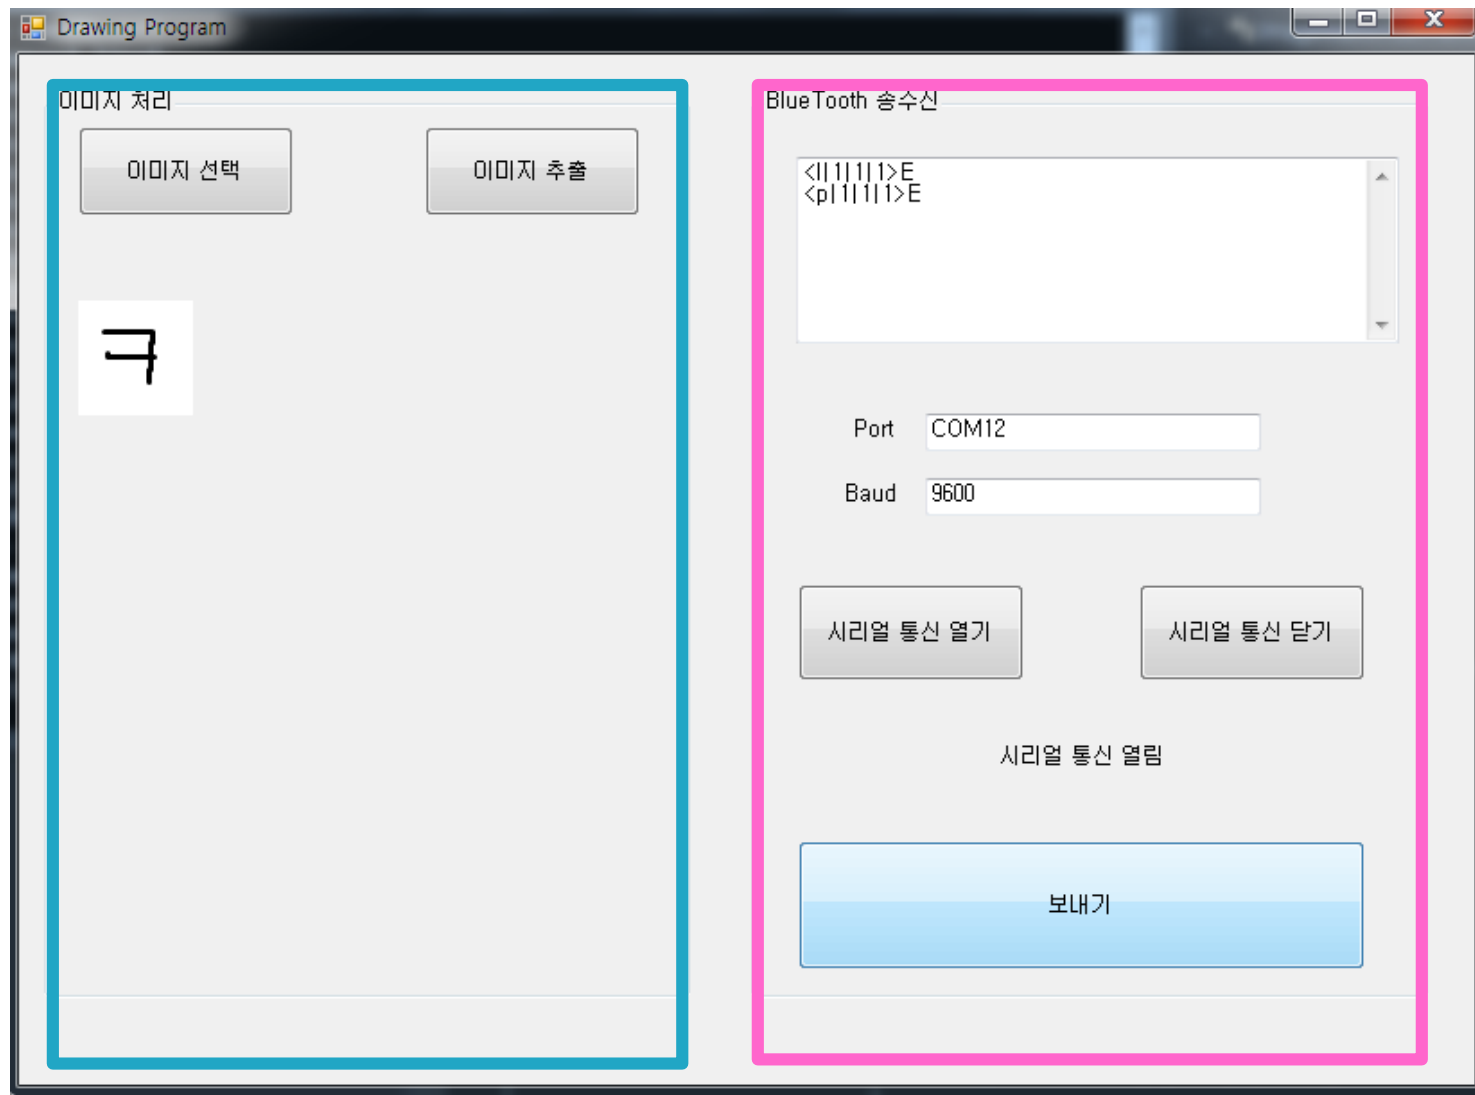 Drawing Program
이미지 처리
이미지 선택
이미지 추출
ㅋ
BlueTooth 송수신
<I|1|1|1>E
<p|1|1|1>E
Port
COM12
Baud
9600
시리얼 통신 열기
시리얼 통신 닫기
시리얼 통신 열림
보내기